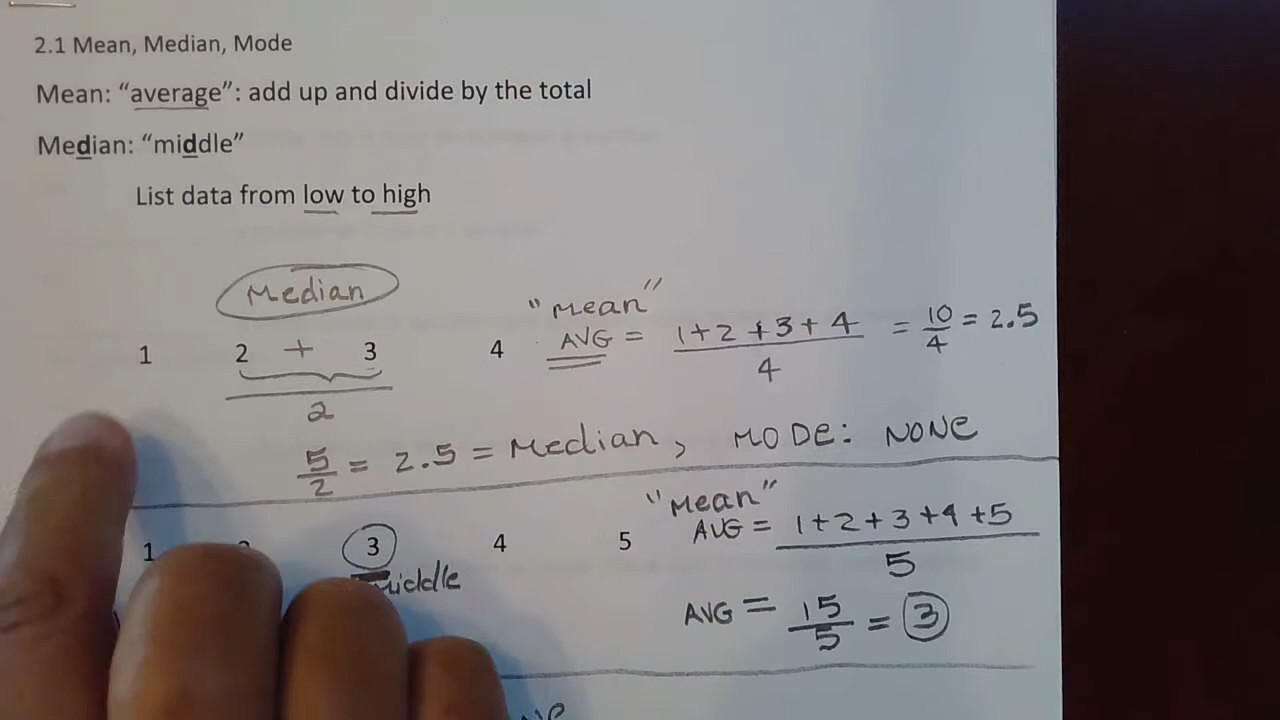 2.1 Mean, Median, Mode
Mean: “average”: add up and divide by the total
Median: “middle”
List data from low to high
Median
1 2 + 3 4
2
"Mean"
AVG = 1+2+3+4 = 10 = 2.5
4 4
5 = 2.5 = Median, MODE: NONE
2
1 3 4 5
Middle
"Mean"
AVG = 1+2+3+4+5
5
AVG = 15 = 3
5